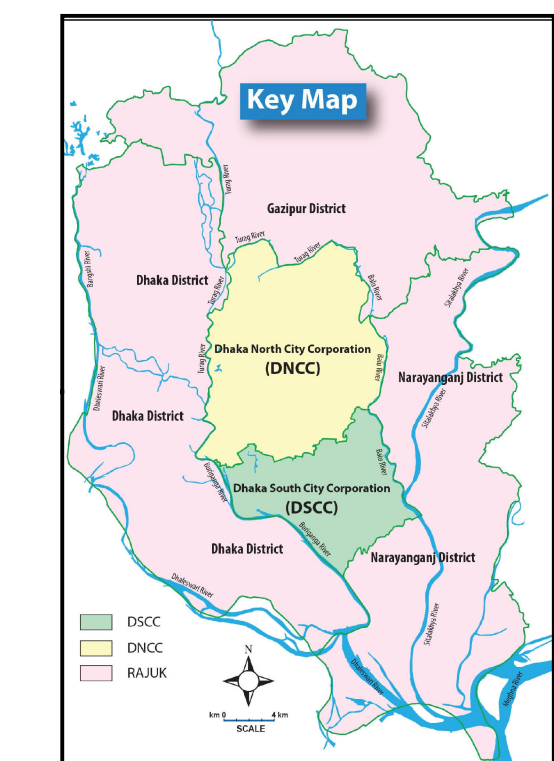 Key Map
Turag River
Gazipur District
Turag River
Turag River
Bangshi River
Dhaka District
Turag River
Balu River
Sitalakhya River
Dhaka North City Corporation
(DNCC)
Turag River
Balu River
Narayanganj District
Dhaleswari River
Dhaka District
Sitalakhya River
Balu River
Buriganga River
Dhaka South City Corporation
(DSCC)
Buriganga River
Dhaka District
Narayanganj District
Dhaleswari River
Sitalakhya River
DSCC
DNCC
RAJUK
N
Dhaleswari River
Meghna River
km 0 4 km
SCALE